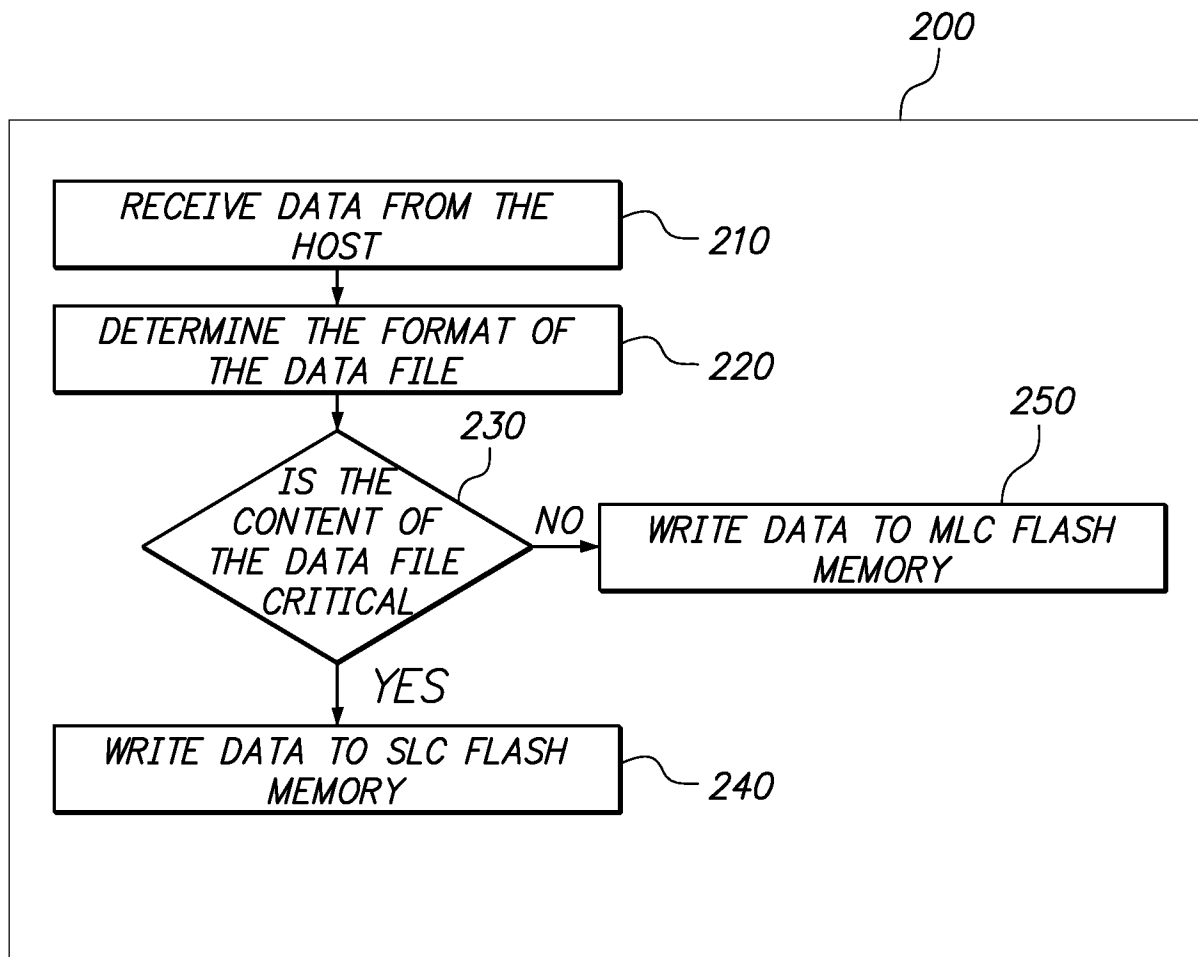 200
RECEIVE DATA FROM THE
HOST
210
DETERMINE THE FORMAT OF
THE DATA FILE
220
230
IS THE
CONTENT OF
THE DATA FILE
CRITICAL
NO
250
WRITE DATA TO MLC FLASH
MEMORY
YES
WRITE DATA TO SLC FLASH
MEMORY
240